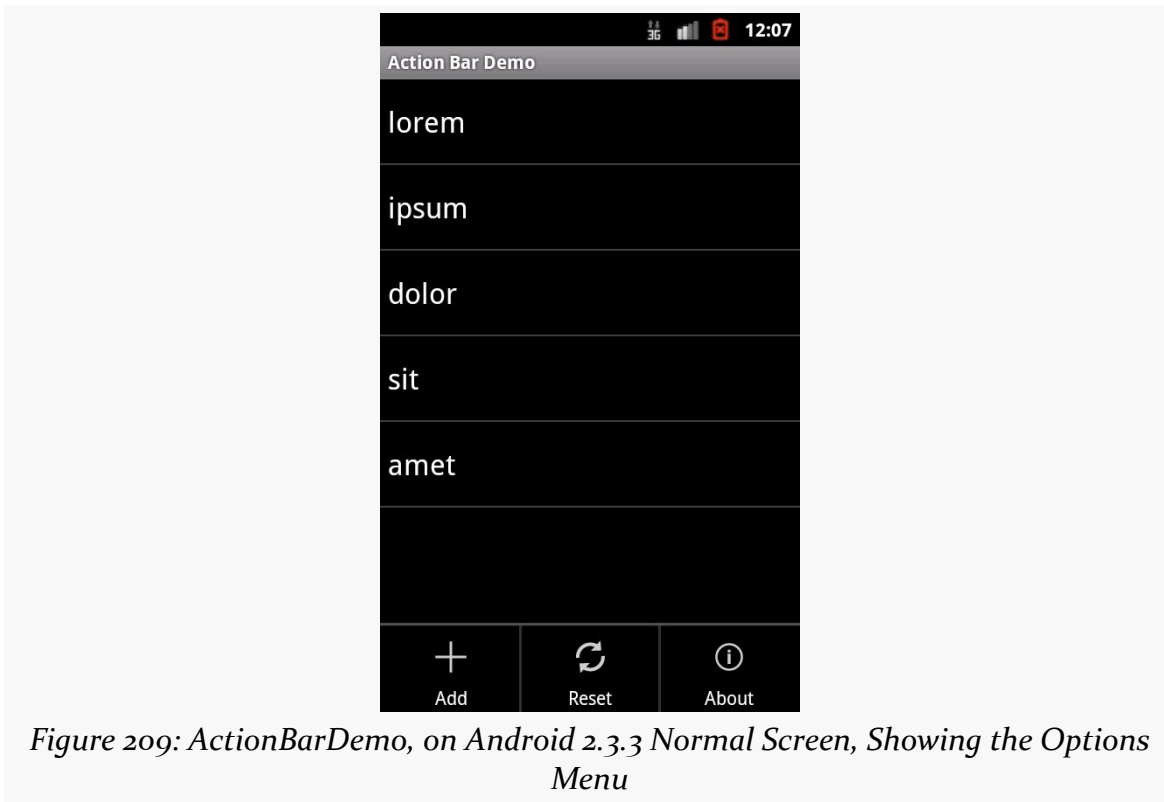 3G 12:07
Action Bar Demo
lorem
ipsum
dolor
sit
amet
Add Reset About
Figure 209: ActionBarDemo, on Android 2.3.3 Normal Screen, Showing the Options
Menu